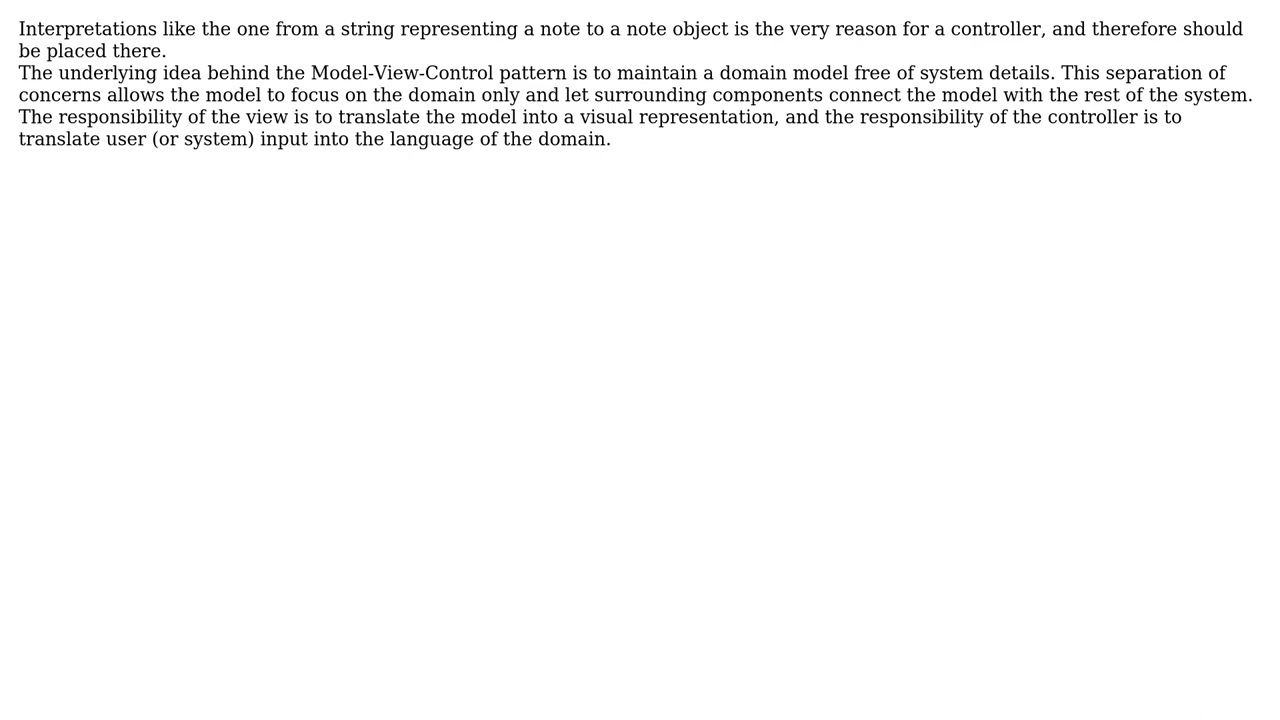 Interpretations like the one from a string representing a note to a note object is the very reason for a controller, and therefore should
be placed there.
The underlying idea behind the Model-View-Control pattern is to maintain a domain model free of system details. This separation of
concerns allows the model to focus on the domain only and let surrounding components connect the model with the rest of the system.
The responsibility of the view is to translate the model into a visual representation, and the responsibility of the controller is to
translate user (or system) input into the language of the domain.